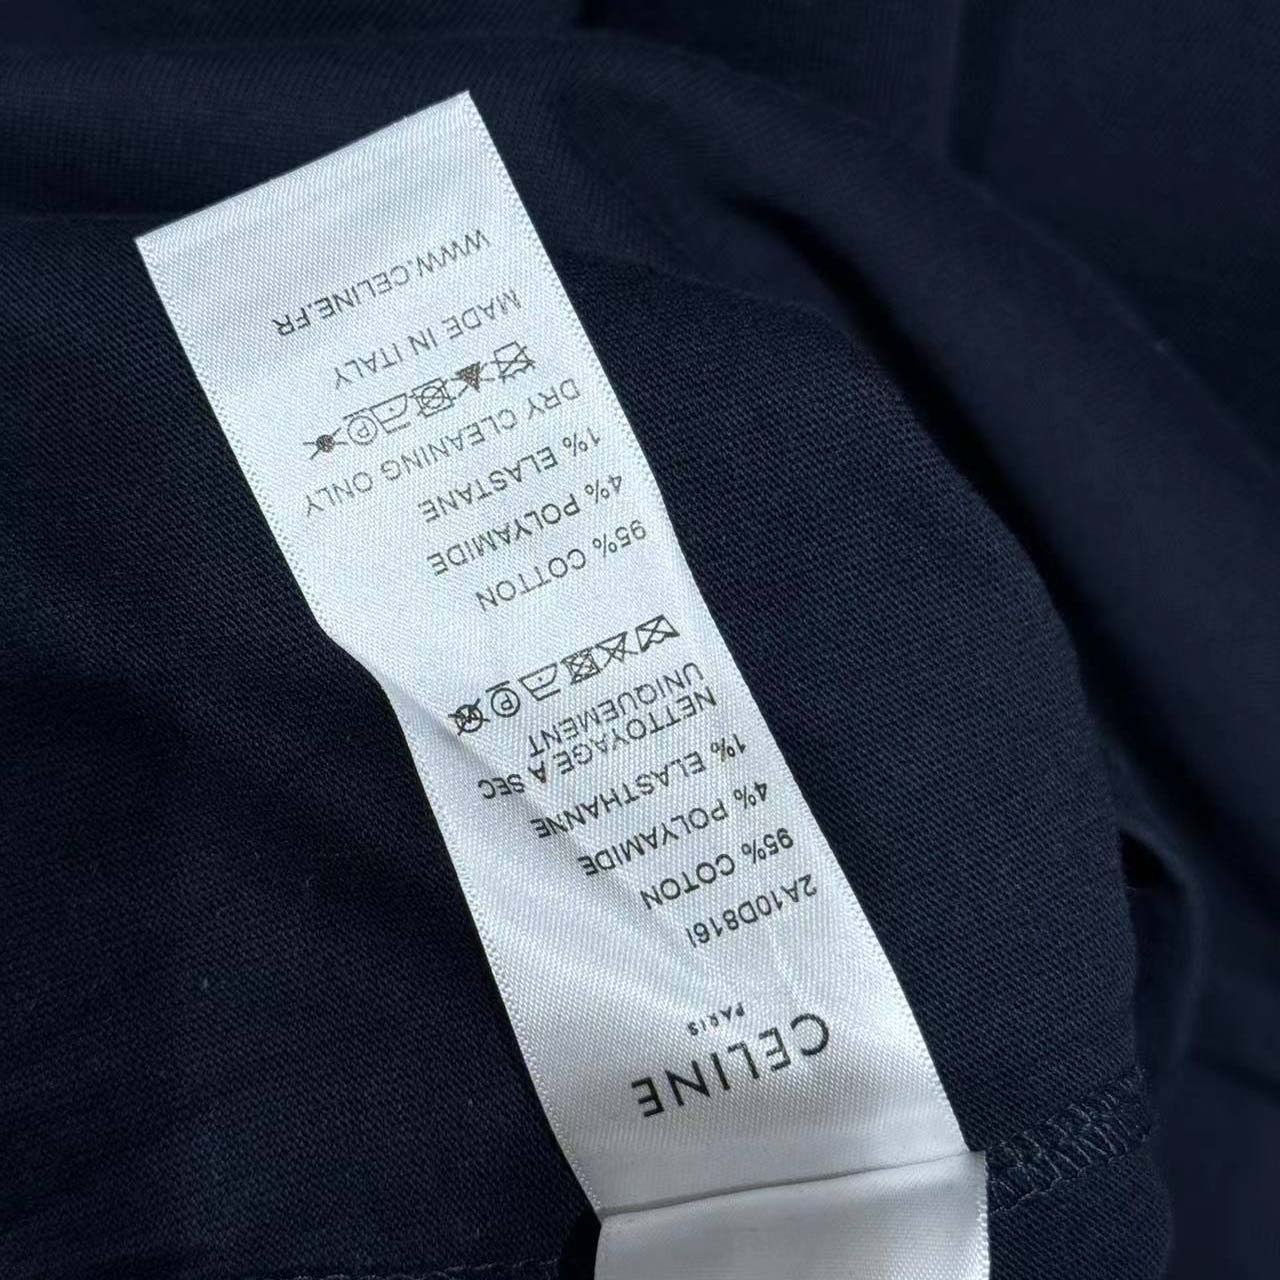 CELINE
PARIS
2A10D816I
95% COTON
4% POLYAMIDE
1% ELASTHANNE
NETTOYAGE A SEC
UNIQUEMENT
P
95% COTTON
4% POLYAMIDE
1% ELASTANE
DRY CLEANING ONLY
P
MADE IN ITALY
WWW.CELINE.FR